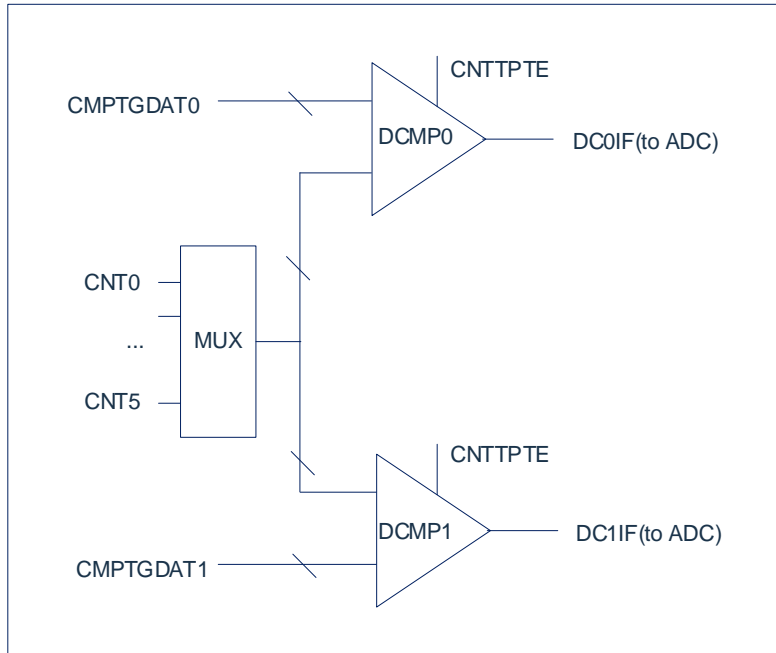 CNTTPTE
CMPTGDAT0
DCMP0
DC0IF(to ADC)
CNT0
...
MUX
CNT5
CNTTPTE
DCMP1
DC1IF(to ADC)
CMPTGDAT1